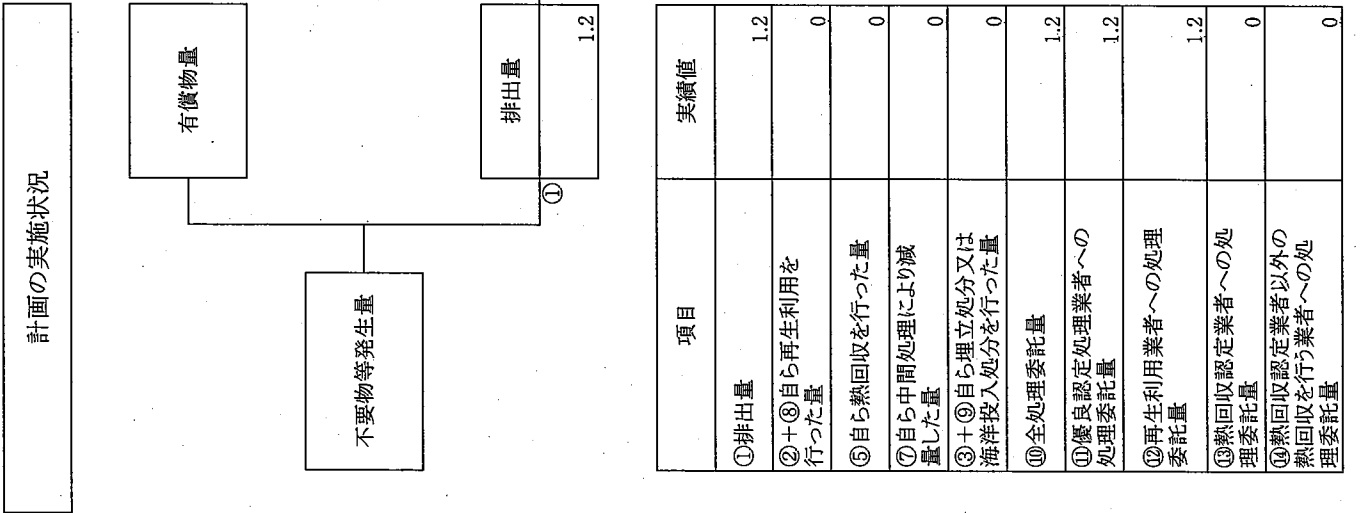 計画の実施状況
有償物量
不要物等発生量
排出量
1.2
①
項目
実績値
①排出量
1.2
②+⑧自ら再生利用を
行った量
0
⑤自ら熱回収を行った量
0
⑦自ら中間処理により減
量した量
0
③+⑨自ら埋立処分又は
海洋投入処分を行った量
0
⑩全処理委託量
1.2
⑪優良認定処理業者への
処理委託量
1.2
⑫再生利用業者への処理
委託量
1.2
⑬熱回収認定業者への処
理委託量
0
⑭熱回収認定業者以外の
熱回収を行う業者への処
理委託量
0